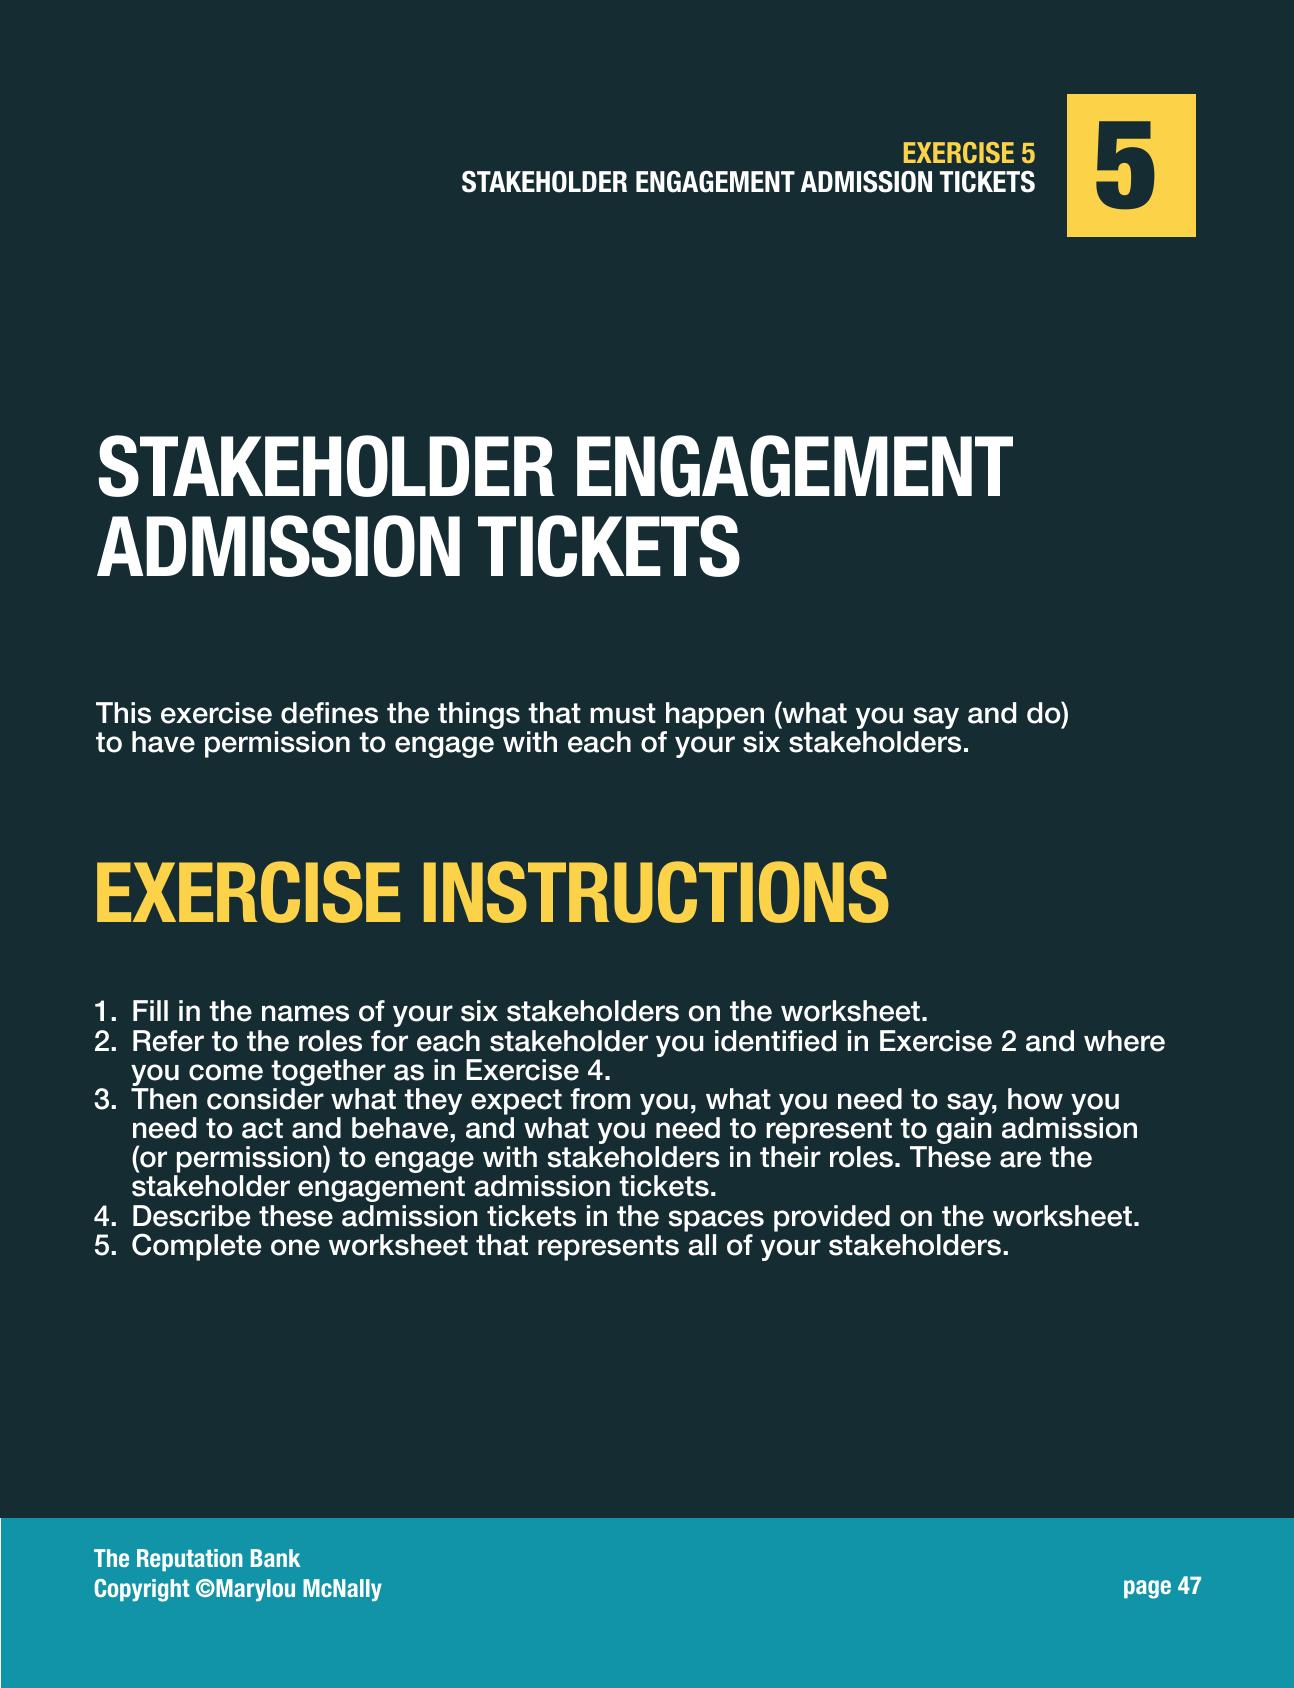 EXERCISE 5
STAKEHOLDER ENGAGEMENT ADMISSION TICKETS
5
STAKEHOLDER ENGAGEMENT
ADMISSION TICKETS
This exercise defines the things that must happen (what you say and do)
to have permission to engage with each of your six stakeholders.
EXERCISE INSTRUCTIONS
1. Fill in the names of your six stakeholders on the worksheet.
2. Refer to the roles for each stakeholder you identified in Exercise 2 and where
you come together as in Exercise 4.
3. Then consider what they expect from you, what you need to say, how you
need to act and behave, and what you need to represent to gain admission
(or permission) to engage with stakeholders in their roles. These are the
stakeholder engagement admission tickets.
4. Describe these admission tickets in the spaces provided on the worksheet.
5. Complete one worksheet that represents all of your stakeholders.
The Reputation Bank
Copyright ©Marylou McNally
page 47